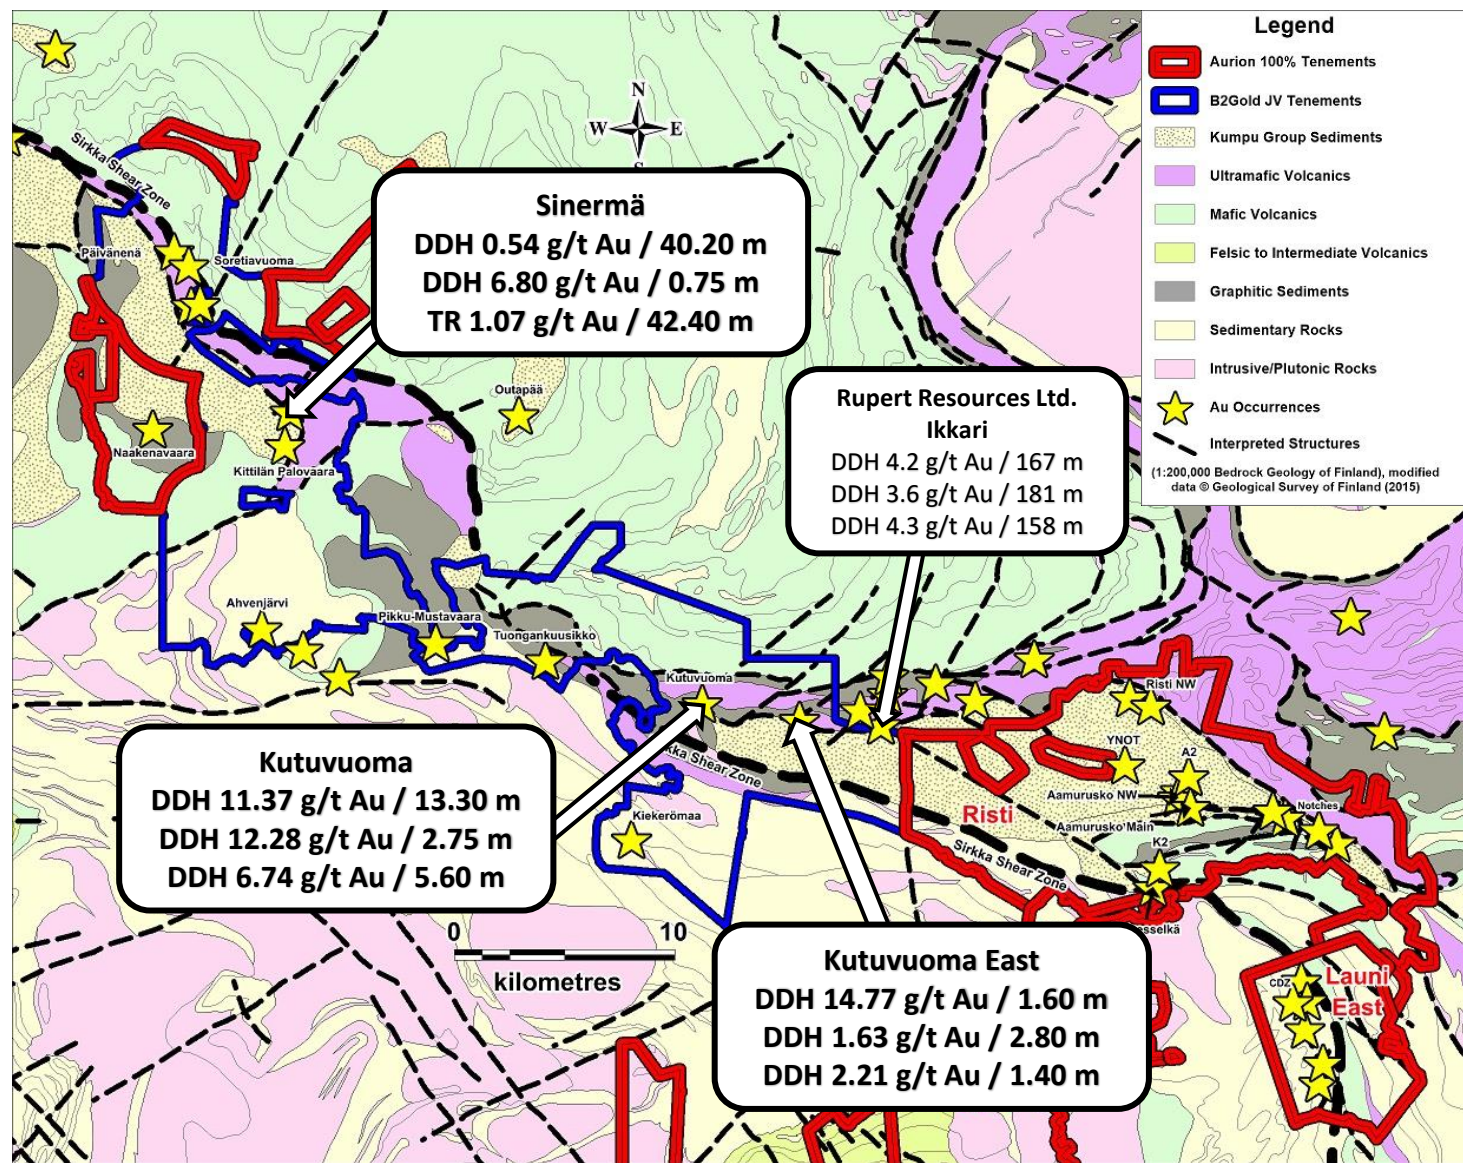 Legend
Aurion 100% Tenements
B2Gold JV Tenements
Kumpu Group Sediments
Ultramafic Volcanics
Mafic Volcanics
Felsic to Intermediate Volcanics
Graphitic Sediments
Sedimentary Rocks
Intrusive/Plutonic Rocks
Au Occurrences
Interpreted Structures
(1:200,000 Bedrock Geology of Finland), modified
data © Geological Survey of Finland (2015)
N
W E
S
Sirkka Shear Zone
Päivänenä
Soretiavuoma
Sinermä
DDH 0.54 g/t Au / 40.20 m
DDH 6.80 g/t Au / 0.75 m
TR 1.07 g/t Au / 42.40 m
Outapää
Naakenavaara
Kittilän Palovaara
Rupert Resources Ltd.
Ikkari
DDH 4.2 g/t Au / 167 m
DDH 3.6 g/t Au / 181 m
DDH 4.3 g/t Au / 158 m
Ahvenjärvi
Pikku-Mustavaara
Tuongankuusikko
Kutuvuoma
Risti NW
YNOT
A2
Aamurusko NW
Aamurusko Main
Notches
K2
Risti
kka Shear Zone
Sirkka Shear Zone
Kutuvuoma
DDH 11.37 g/t Au / 13.30 m
DDH 12.28 g/t Au / 2.75 m
DDH 6.74 g/t Au / 5.60 m
Kiekerömaa
0 10
kilometres
esselkä
Kutuvuoma East
DDH 14.77 g/t Au / 1.60 m
DDH 1.63 g/t Au / 2.80 m
DDH 2.21 g/t Au / 1.40 m
CDZ
Launi
East